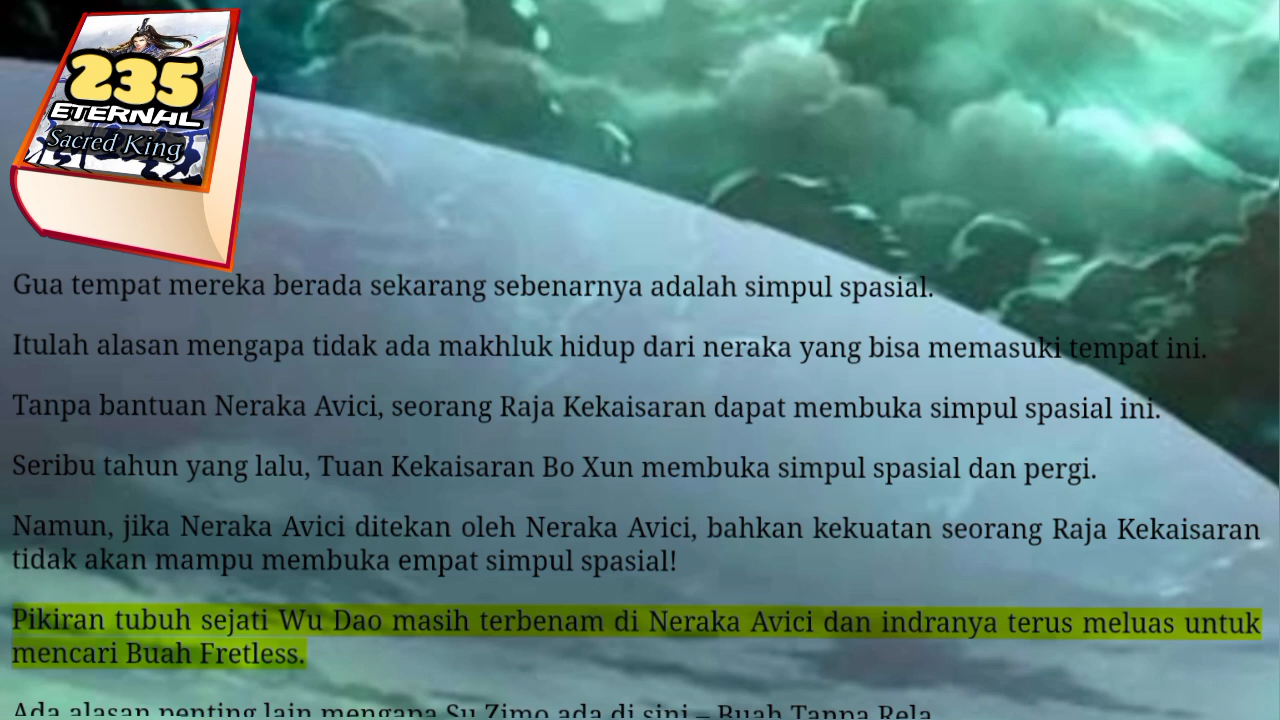 235
ETERNAL
Sacred King
Gua tempat mereka berada sekarang sebenarnya adalah simpul spasial.
Itulah alasan mengapa tidak ada makhluk hidup dari neraka yang bisa memasuki tempat ini.
Tanpa bantuan Neraka Avici, seorang Raja Kekaisaran dapat membuka simpul spasial ini.
Seribu tahun yang lalu, Tuan Kekaisaran Bo Xun membuka simpul spasial dan pergi.
Namun, jika Neraka Avici ditekan oleh Neraka Avici, bahkan kekuatan seorang Raja Kekaisaran
tidak akan mampu membuka empat simpul spasial!
Pikiran tubuh sejati Wu Dao masih terbenam di Neraka Avici dan indranya terus meluas untuk
mencari Buah Fretless.
Ada alasan penting lain mengapa Su Zimo ada di sini – Buah Tanpa Rela